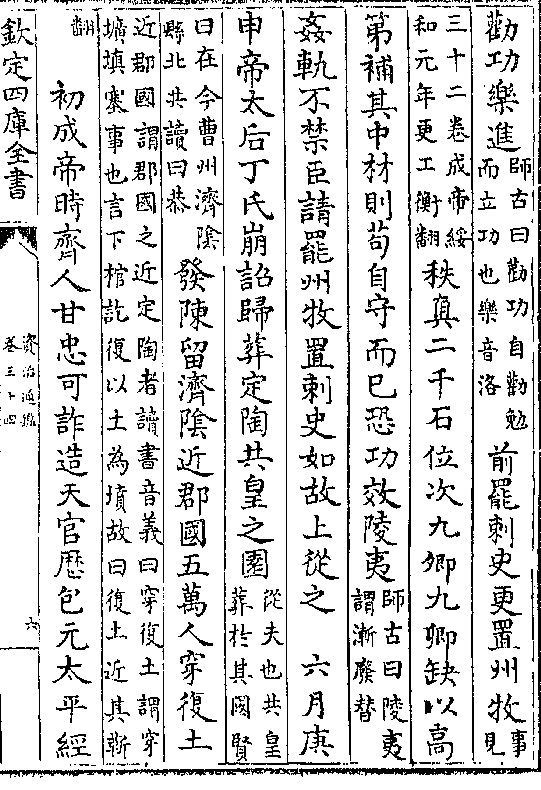 勸功樂進師古曰勸功自勸勉而立功也樂音洛前罷刺史更置州牧事見
三十二卷成帝綏和元年更工衡翻秩真二千石位次九卿九卿缺以高
第補其中材則苟自守而已恐功效陵夷師古曰陵夷謂漸廢替
姦軌不禁臣請罷州牧置刺史如故上從之　六月庚
申帝太后丁氏崩詔歸葬定陶共皇之園從夫也共皇葬於其國賢
曰在今曹州濟陰縣北共讀曰恭發陳留濟陰近郡國五萬人穿復土
近郡國謂郡國之近定陶者讀書音義曰穿復土謂穿壙填塞事也言下棺訖復以土為墳故曰復土近其靳
翻　初成帝時齊人甘忠可詐造天官歷包元太平經
欽定四庫全書
資治通鑑
卷三十四
六